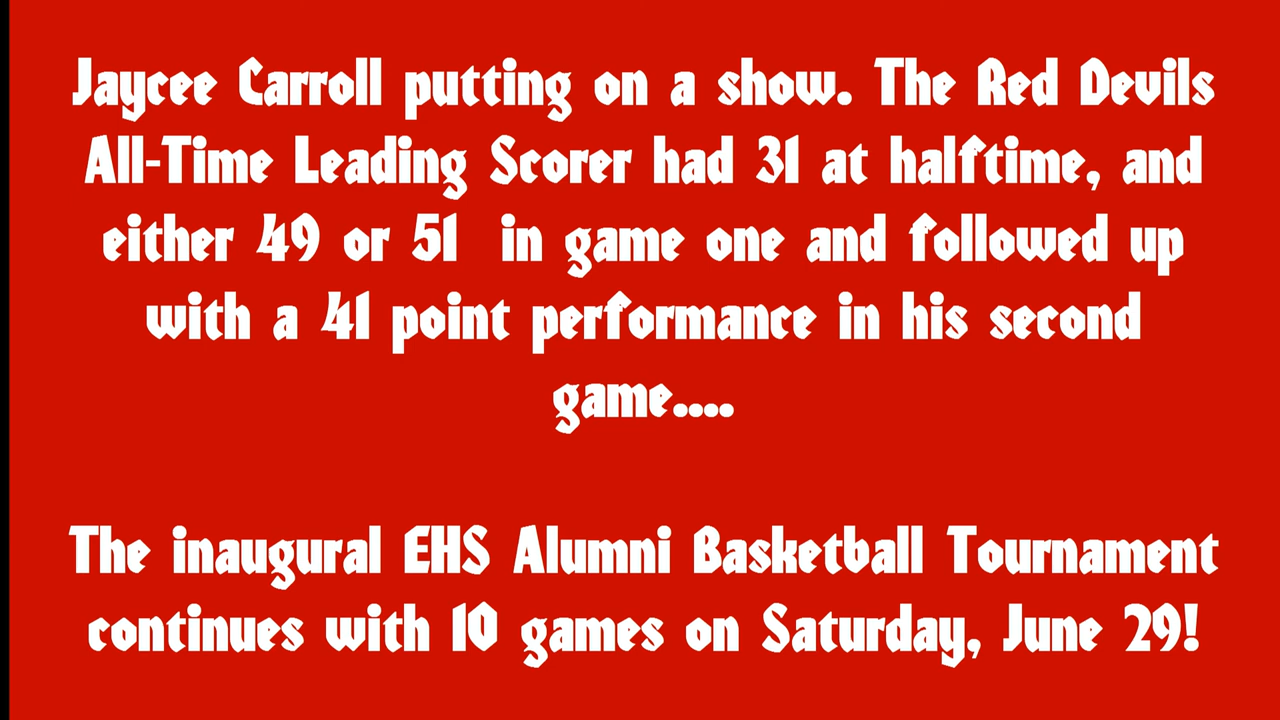 Jaycee Carroll putting on a show. The Red Devils
All-Time Leading Scorer had 31 at halftime, and
either 49 or 51 in game one and followed up
with a 41 point performance in his second
game....
The inaugural EHS Alumni Basketball Tournament
continues with 10 games on Saturday, June 29!